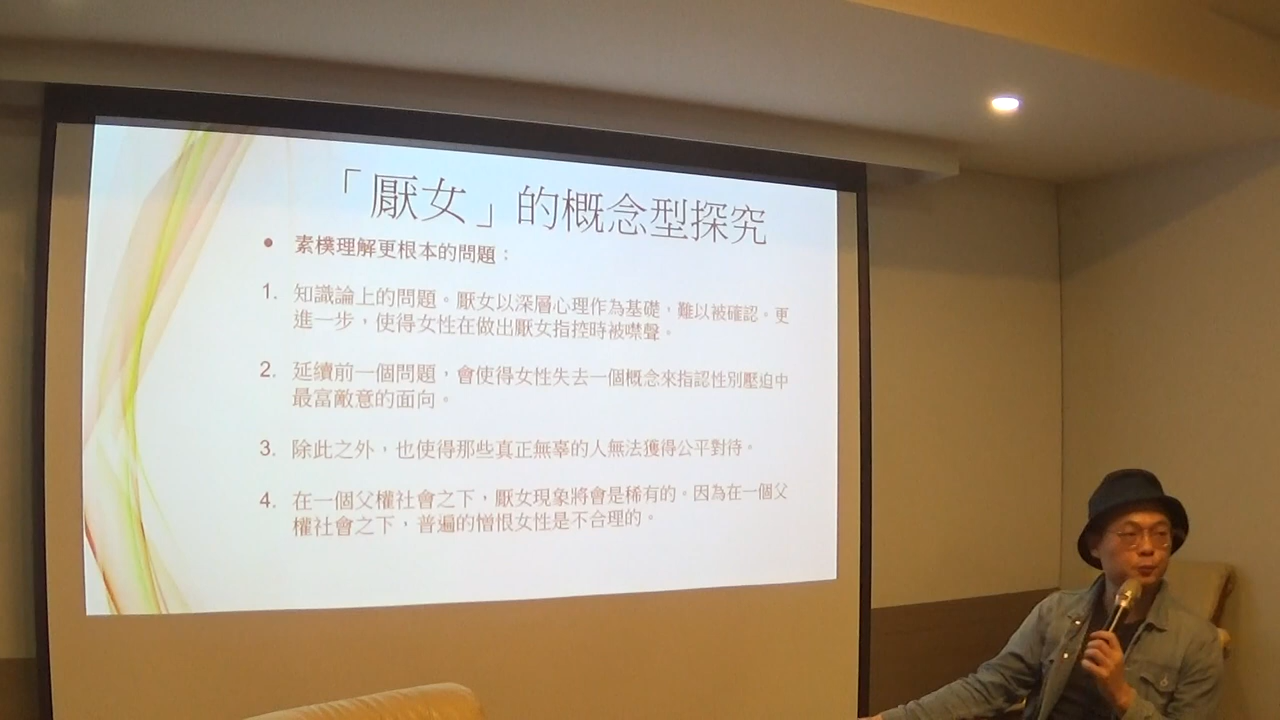 「厭女」的概念型探究
• 素樸理解更根本的問題：
1. 知識論上的問題。厭女以深層心理作為基礎，難以被確認。更
進一步，使得女性在做出厭女指控時被噤聲。
2. 延續前一個問題，會使得女性失去一個概念來指認性別壓迫中
最富敵意的面向。
3. 除此之外，也使得那些真正無辜的人無法獲得公平對待。
4. 在一個父權社會之下，厭女現象將會是稀有的。因為在一個父
權社會之下，普遍的憎恨女性是不合理的。